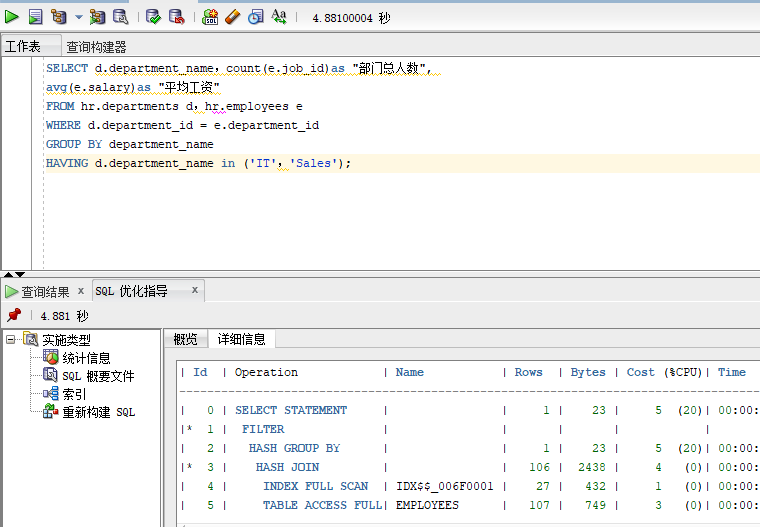 4.88100004 秒
工作表 查询构建器
SELECT d.department_name，count(e.job_id)as "部门总人数",
avg(e.salary)as "平均工资"
FROM hr.departments d，hr.employees e
WHERE d.department_id = e.department_id
GROUP BY department_name
HAVING d.department_name in ('IT'，'Sales');
查询结果 x SQL 优化指导 x
4.881 秒
实施类型
统计信息
SQL 概要文件
索引
重新构建 SQL
概览 详细信息
| Id | Operation | Name | Rows | Bytes | Cost (%CPU)| Time
| 0 | SELECT STATEMENT | | 1 | 23 | 5 (20)| 00:00:
|* 1 | FILTER | | | | |
| 2 | HASH GROUP BY | | 1 | 23 | 5 (20)| 00:00:
|* 3 | HASH JOIN | | 106 | 2438 | 4 (0)| 00:00:
| 4 | INDEX FULL SCAN | IDX$$_006F0001 | 27 | 432 | 1 (0)| 00:00:
| 5 | TABLE ACCESS FULL| EMPLOYEES | 107 | 749 | 3 (0)| 00:00: